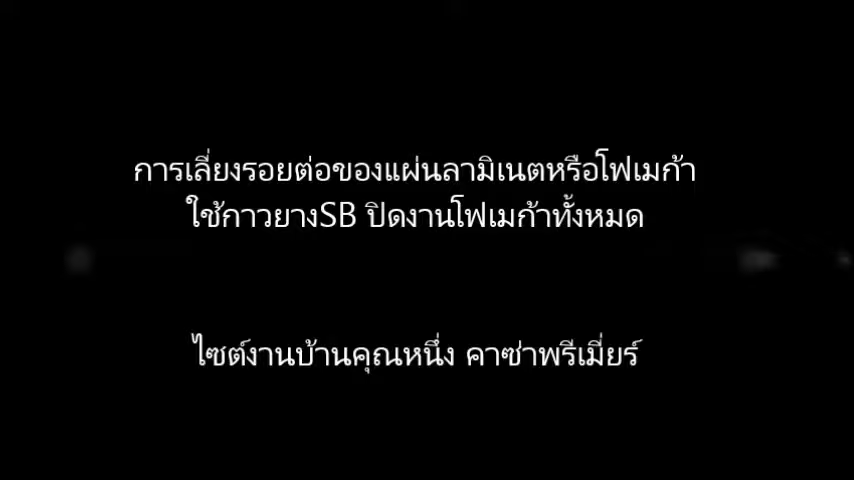 การเลี่ยงรอยต่อของแผ่นลามิเนตหรือโฟเมก้า
ใช้กาวยางSB ปิดงานโฟเมก้าทั้งหมด
ไซต์งานบ้านคุณหนึ่ง คาซ่าพรีเมี่ยร์